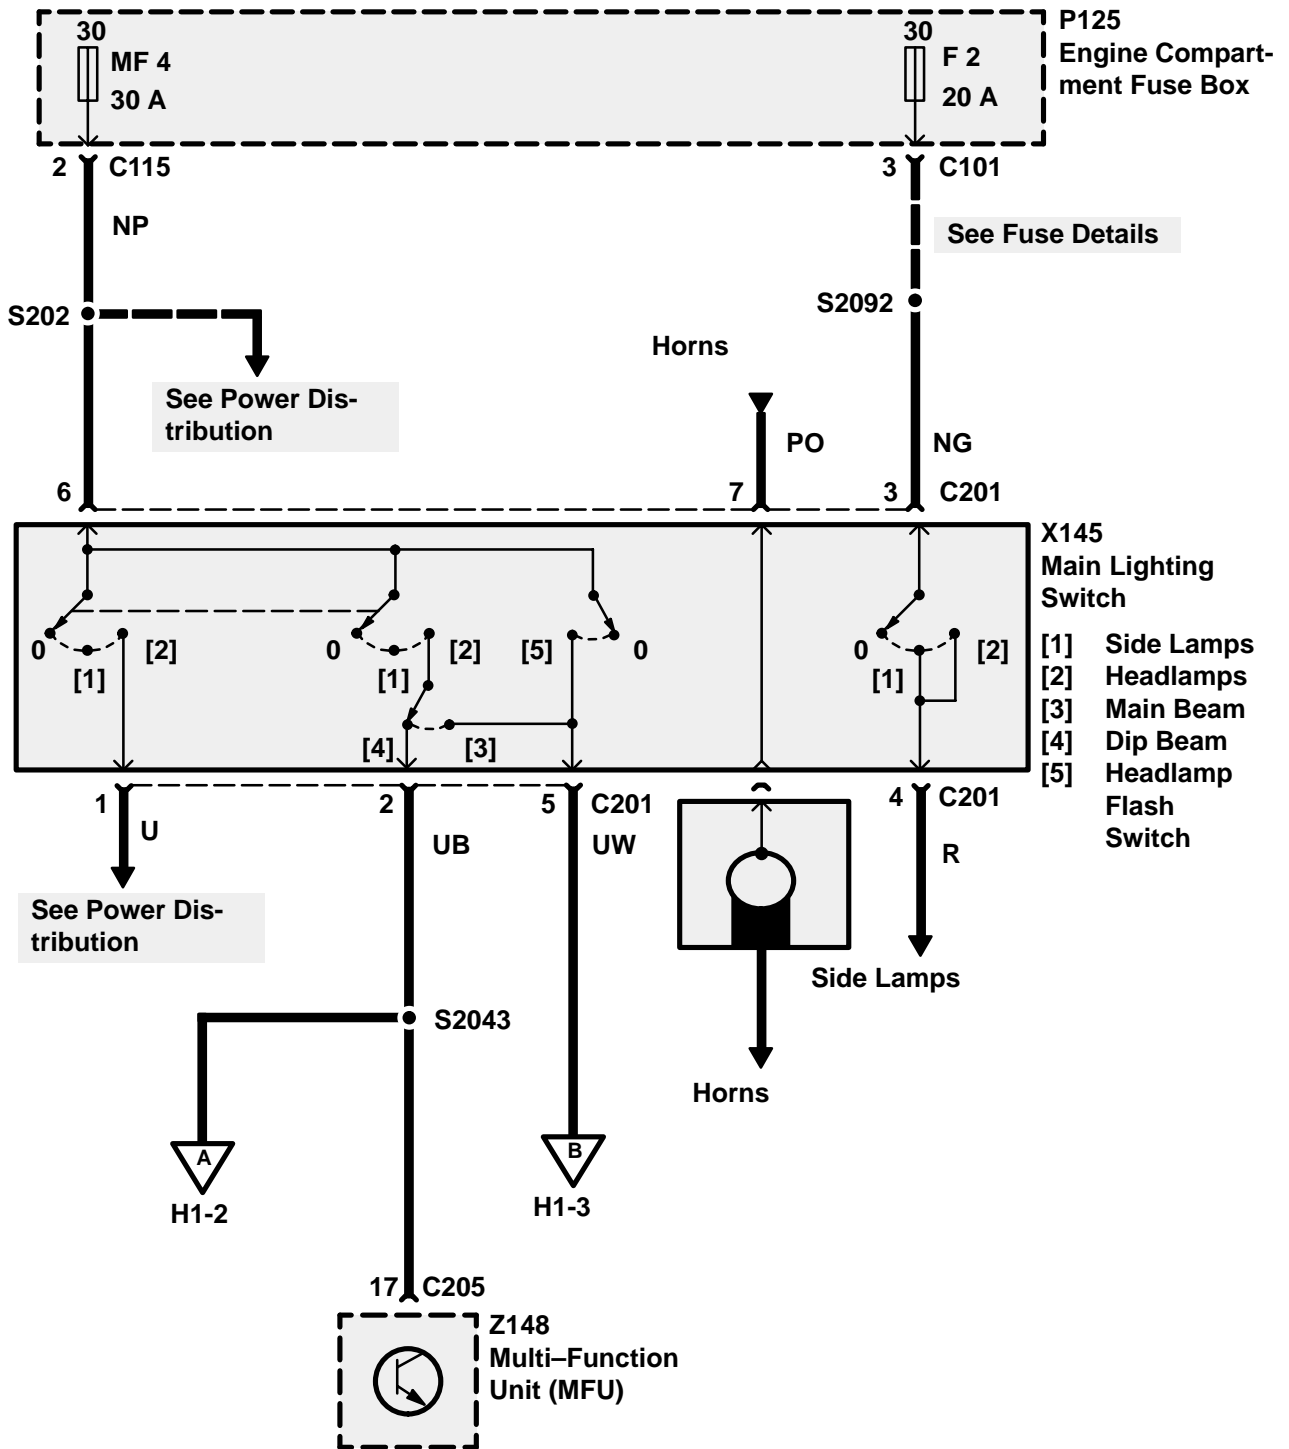 30
MF 4
30 A
30
F 2
20 A
P125
Engine Compart-
ment Fuse Box
2
C115
3
C101
NP
See Fuse Details
S202
S2092
Horns
See Power Dis-
tribution
PO
NG
6
7
3
C201
X145
Main Lighting
Switch
[1] Side Lamps
[2] Headlamps
[3] Main Beam
[4] Dip Beam
[5] Headlamp
Flash
Switch
0
[1]
[2]
0
[1]
[2]
[5]
0
0
[1]
[2]
[4]
[3]
1
2
5
C201
4
C201
U
UB
UW
R
See Power Dis-
tribution
Side Lamps
S2043
Horns
A
H1-2
B
H1-3
17
C205
Z148
Multi–Function
Unit (MFU)